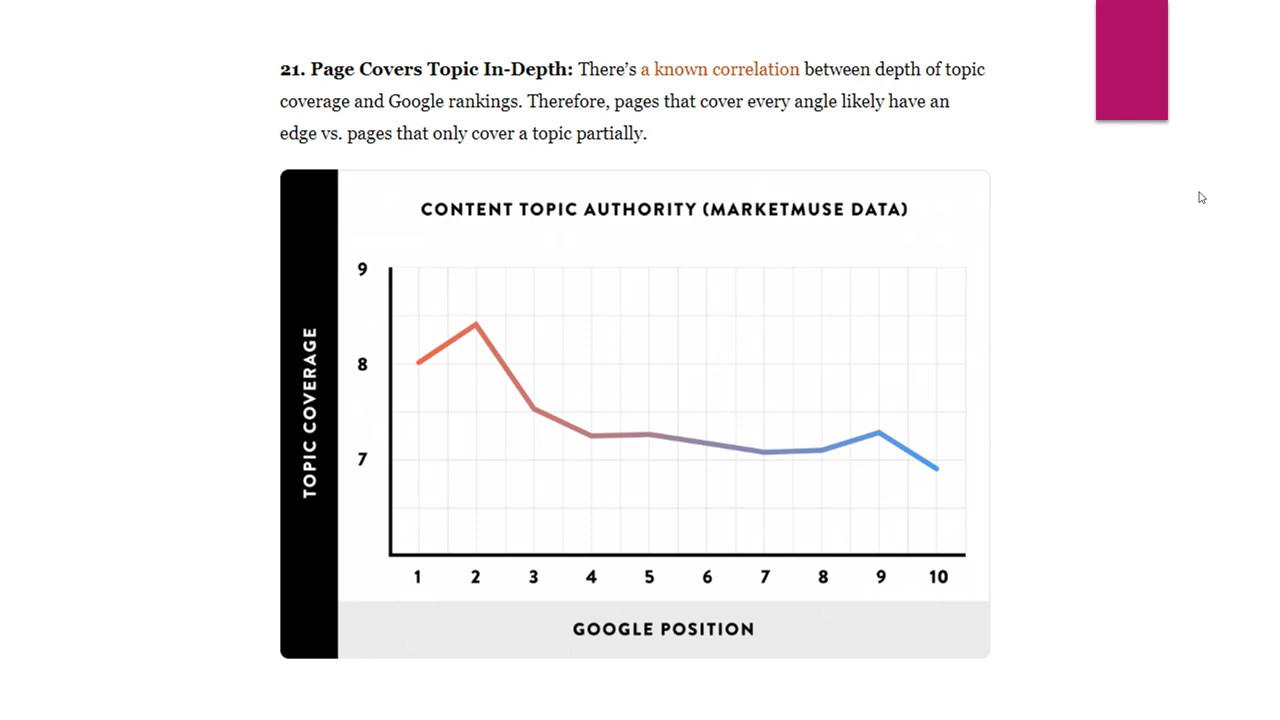 21. Page Covers Topic In-Depth: There’s a known correlation between depth of topic
coverage and Google rankings. Therefore, pages that cover every angle likely have an
edge vs. pages that only cover a topic partially.
CONTENT TOPIC AUTHORITY (MARKETMUSE DATA)
TOPIC COVERAGE
9
8
7
1 2 3 4 5 6 7 8 9 10
GOOGLE POSITION